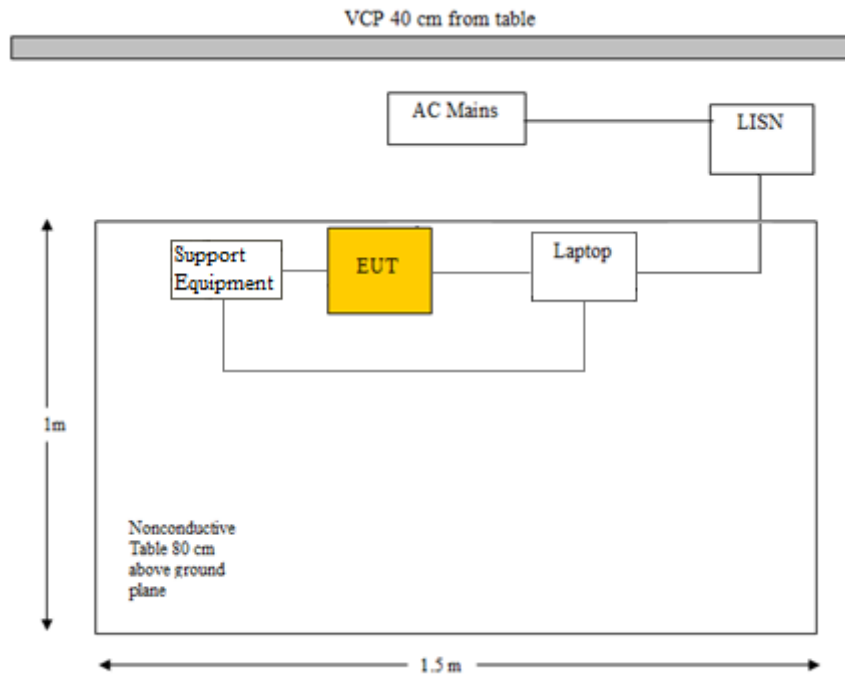 VCP 40 cm from table
AC Mains
LISN
Support
Equipment
EUT
Laptop
1m
Nonconductive
Table 80 cm
above ground
plane
1.5 m